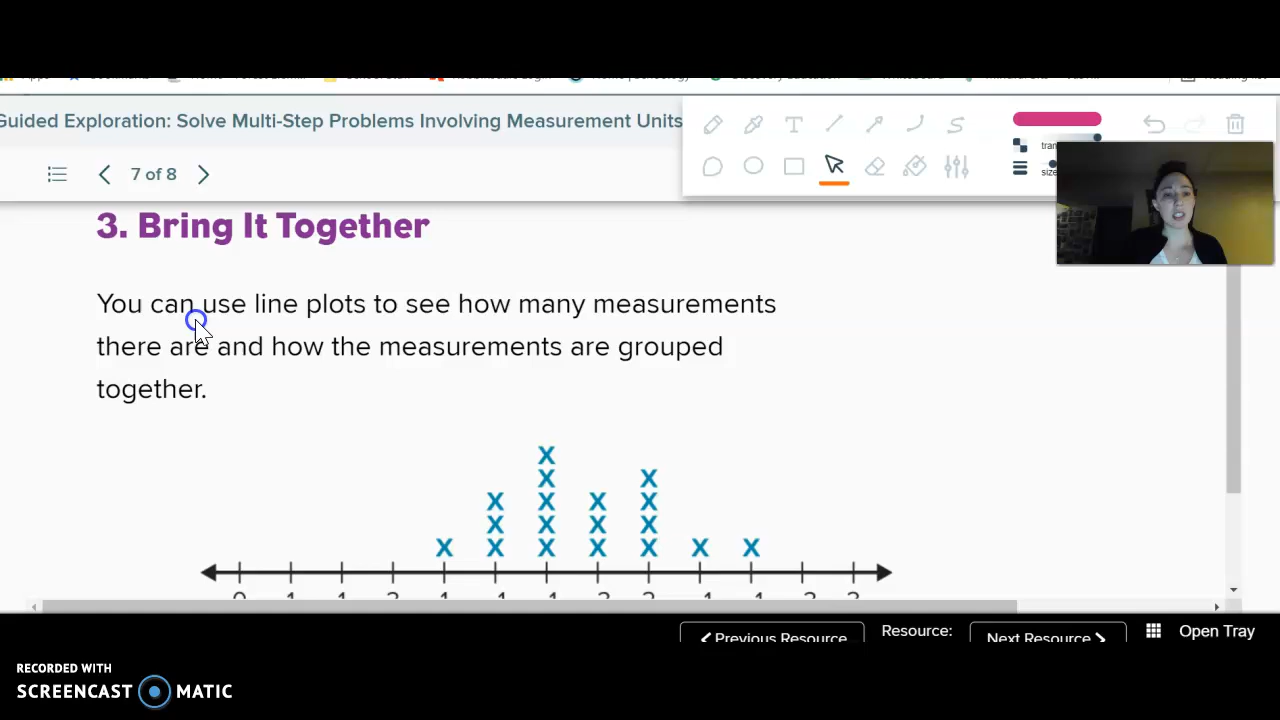 Guided Exploration: Solve Multi-Step Problems Involving Measurement Units
T
size
7 of 8
3. Bring It Together
You can use line plots to see how many measurements
there are and how the measurements are grouped
together.
X
X X
X X X X
X X X X
X X X X X X X
Previous Resource
Resource:
Next Resource
Open Tray
RECORDED WITH
SCREENCAST MATIC